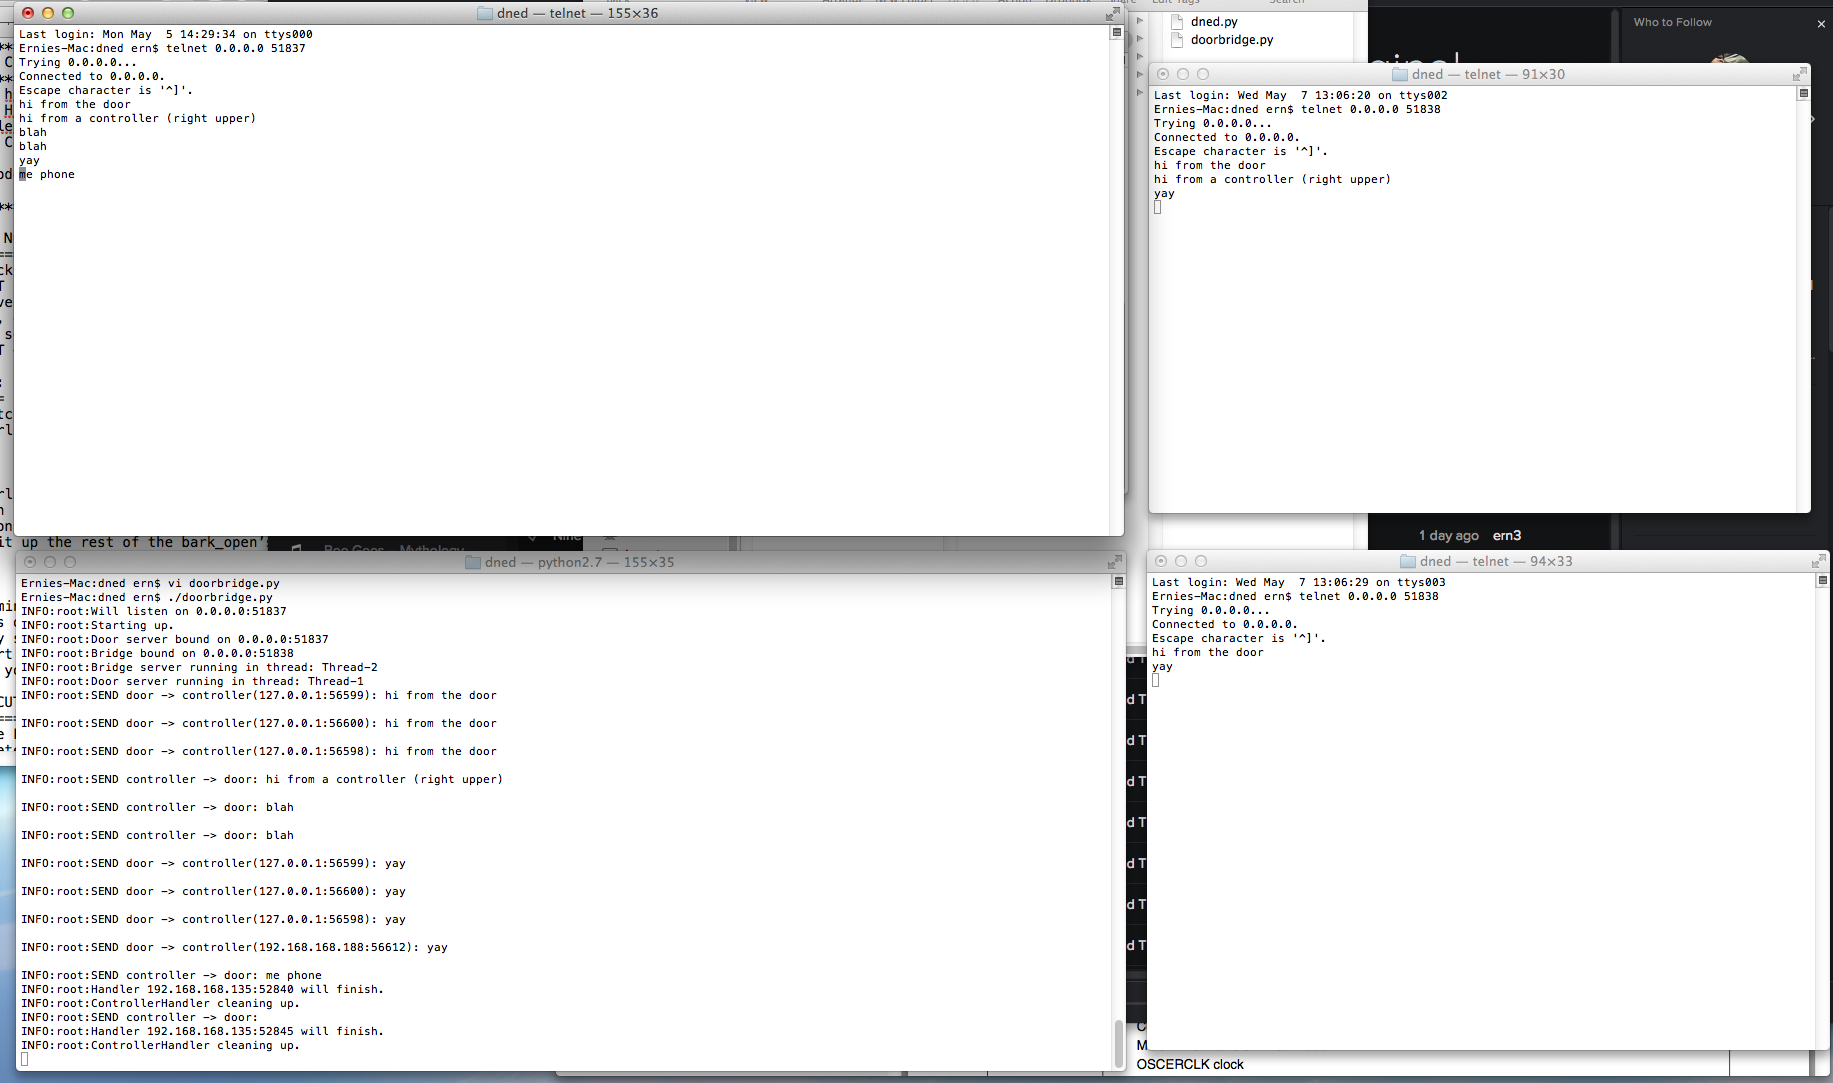 dned — telnet — 155×36
Last login: Mon May  5 14:29:34 on ttys000
Ernies-Mac:dned ern$ telnet 0.0.0.0 51837
Trying 0.0.0.0...
Connected to 0.0.0.0.
Escape character is '^]'.
hi from the door
hi from a controller (right upper)
blah
blah
yay
me phone
dned.py
doorbridge.py
Who to Follow
dned — telnet — 91×30
Last login: Wed May  7 13:06:20 on ttys002
Ernies-Mac:dned ern$ telnet 0.0.0.0 51838
Trying 0.0.0.0...
Connected to 0.0.0.0.
Escape character is '^]'.
hi from the door
hi from a controller (right upper)
yay
1 day ago ern3
it up the rest of the bark_open'
dned — python2.7 — 155×35
Ernies-Mac:dned ern$ vi doorbridge.py
Ernies-Mac:dned ern$ ./doorbridge.py
INFO:root:Will listen on 0.0.0.0:51837
INFO:root:Starting up.
INFO:root:Door server bound on 0.0.0.0:51837
INFO:root:Bridge bound on 0.0.0.0:51838
INFO:root:Bridge server running in thread: Thread-2
INFO:root:Door server running in thread: Thread-1
INFO:root:SEND door -> controller(127.0.0.1:56599): hi from the door
INFO:root:SEND door -> controller(127.0.0.1:56600): hi from the door
INFO:root:SEND door -> controller(127.0.0.1:56598): hi from the door
INFO:root:SEND controller -> door: hi from a controller (right upper)
INFO:root:SEND controller -> door: blah
INFO:root:SEND controller -> door: blah
INFO:root:SEND door -> controller(127.0.0.1:56599): yay
INFO:root:SEND door -> controller(127.0.0.1:56600): yay
INFO:root:SEND door -> controller(127.0.0.1:56598): yay
INFO:root:SEND door -> controller(192.168.168.188:56612): yay
INFO:root:SEND controller -> door: me phone
INFO:root:Handler 192.168.168.135:52840 will finish.
INFO:root:ControllerHandler cleaning up.
INFO:root:SEND controller -> door:
INFO:root:Handler 192.168.168.135:52845 will finish.
INFO:root:ControllerHandler cleaning up.
dned — telnet — 94×33
Last login: Wed May  7 13:06:29 on ttys003
Ernies-Mac:dned ern$ telnet 0.0.0.0 51838
Trying 0.0.0.0...
Connected to 0.0.0.0.
Escape character is '^]'.
hi from the door
yay
OSCERCLK clock